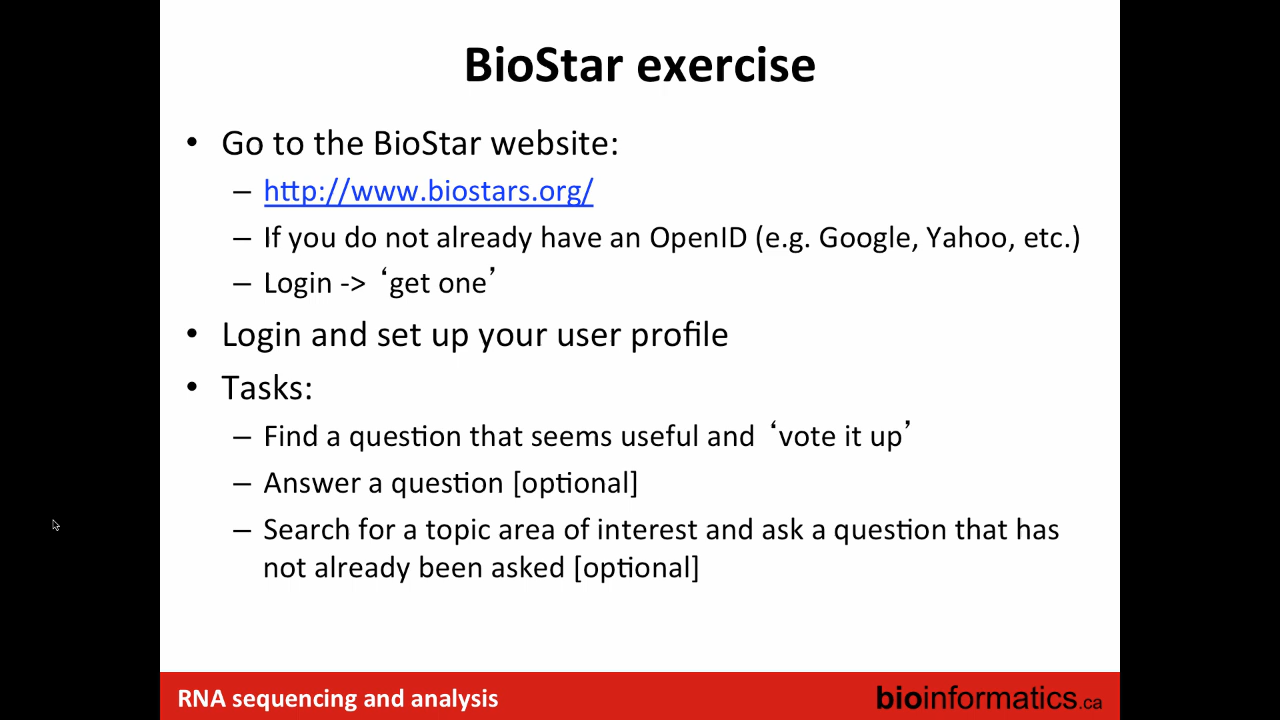 BioStar exercise
• Go to the BioStar website:
– http://www.biostars.org/
– If you do not already have an OpenID (e.g. Google, Yahoo, etc.)
– Login -> ‘get one’
• Login and set up your user profile
• Tasks:
– Find a question that seems useful and ‘vote it up’
– Answer a question [optional]
– Search for a topic area of interest and ask a question that has
not already been asked [optional]
RNA sequencing and analysis
bioinformatics.ca